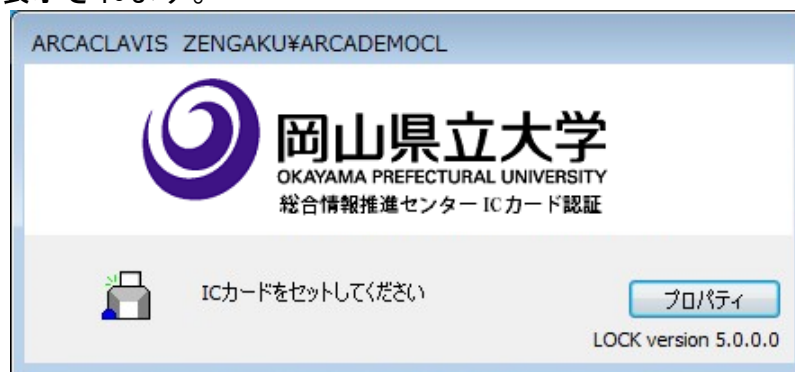 表示されます。
ARCACLAVIS ZENGAKU¥ARCADEMOCL
岡山県立大学
OKAYAMA PREFECTURAL UNIVERSITY
総合情報推進センター ICカード認証
ICカードをセットしてください
プロパティ
LOCK version 5.0.0.0